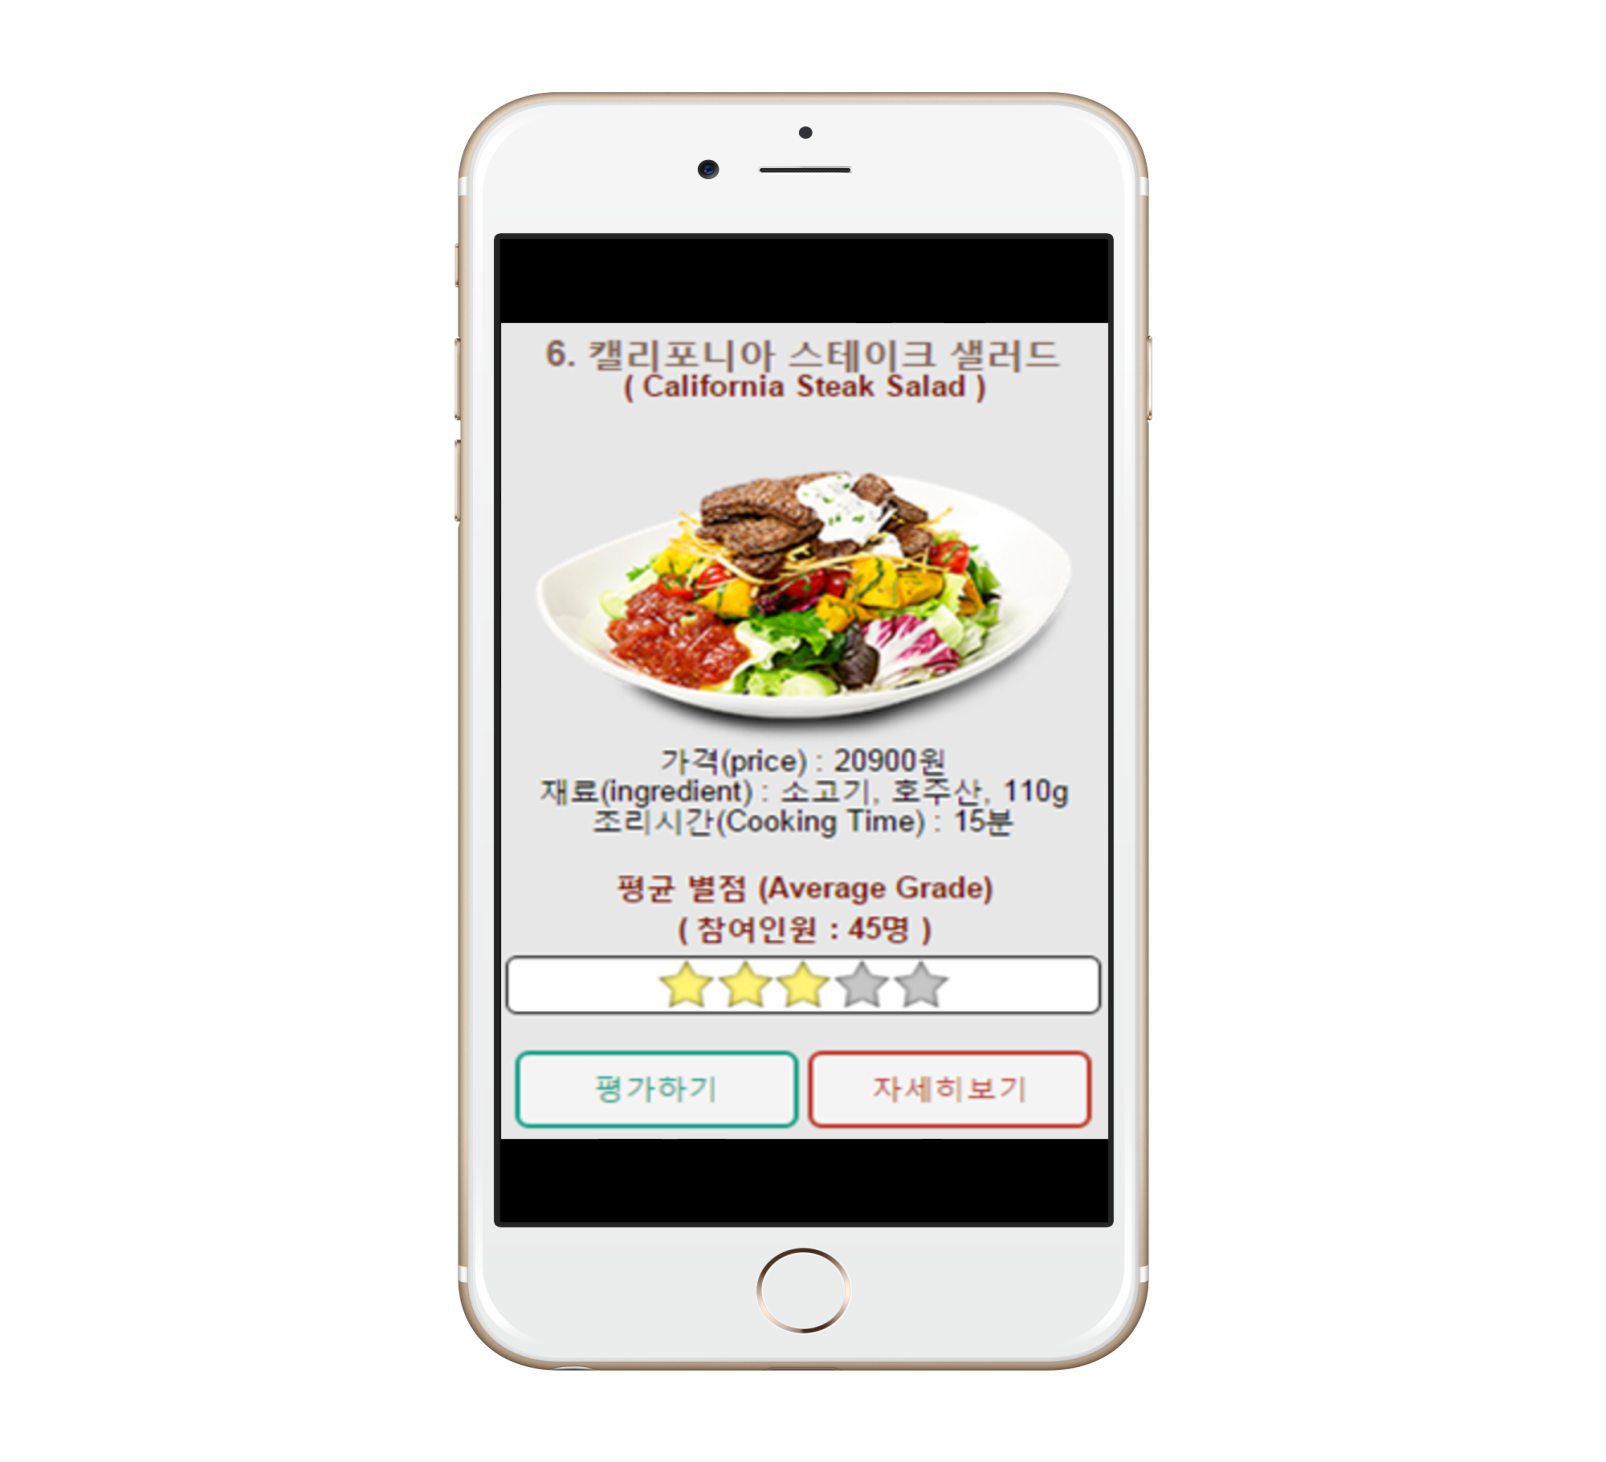 6. 캘리포니아 스테이크 샐러드
( California Steak Salad )
가격(price) : 20900원
재료(ingredient) : 소고기, 호주산, 110g
조리시간(Cooking Time) : 15분
평균 별점 (Average Grade)
( 참여인원 : 45명 )
평가하기
자세히보기